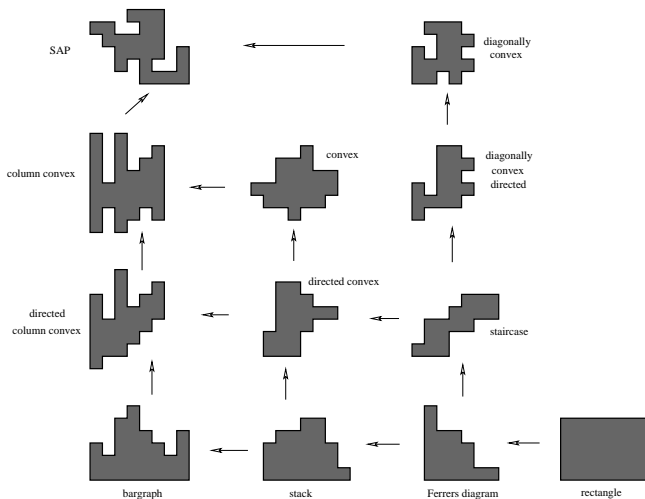 SAP
diagonally
convex
column convex
convex
diagonally
convex
directed
directed
column convex
directed convex
staircase
bargraph
stack
Ferrers diagram
rectangle